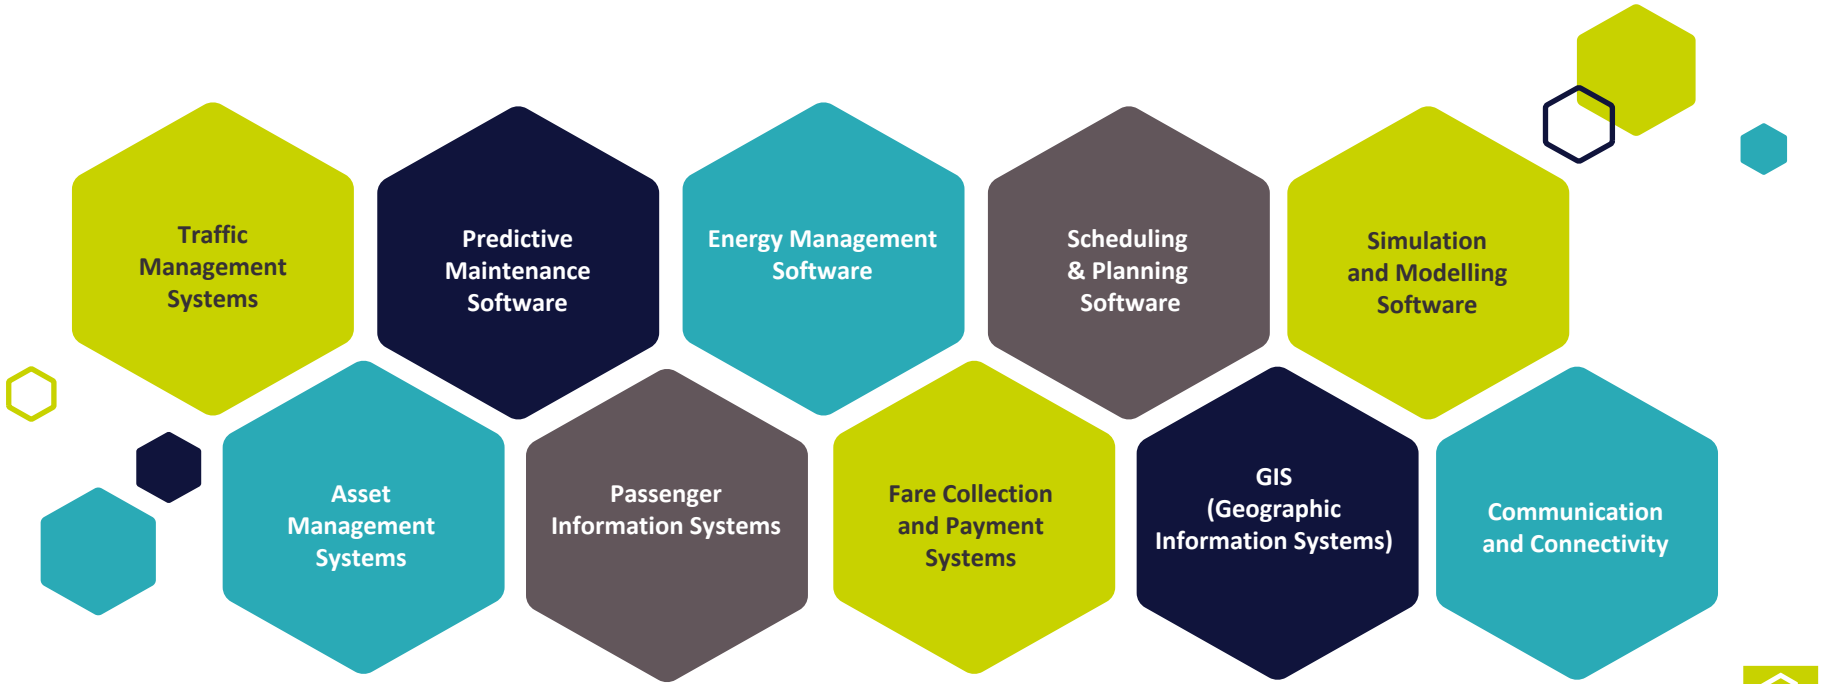 Traffic
Management
Systems
Predictive
Maintenance
Software
Energy Management
Software
Scheduling
& Planning
Software
Simulation
and Modelling
Software
Asset
Management
Systems
Passenger
Information Systems
Fare Collection
and Payment
Systems
GIS
(Geographic
Information Systems)
Communication
and Connectivity